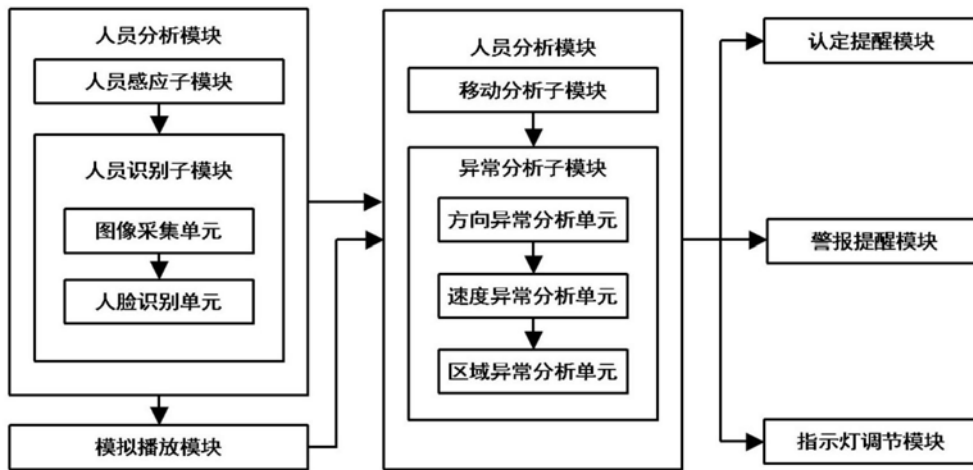 人员分析模块
人员感应子模块
人员识别子模块
图像采集单元
人脸识别单元
模拟播放模块
人员分析模块
移动分析子模块
异常分析子模块
方向异常分析单元
速度异常分析单元
区域异常分析单元
认定提醒模块
警报提醒模块
指示灯调节模块